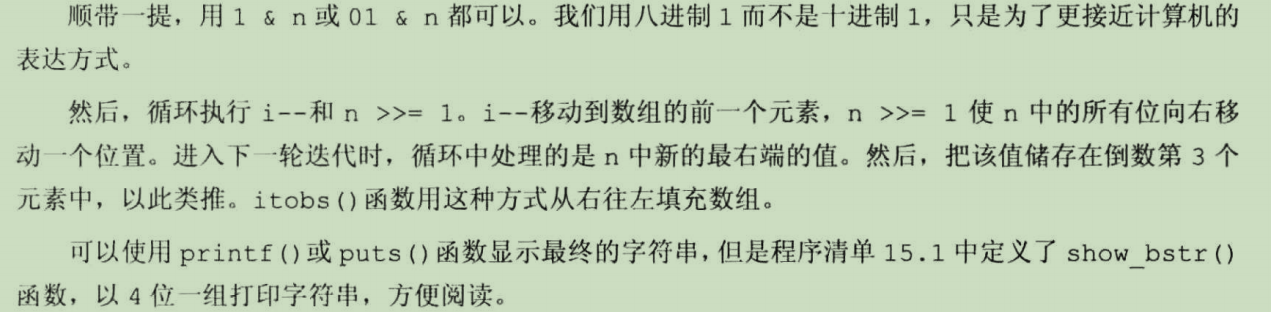 顺带一提，用 1 & n 或 01 & n 都可以。我们用八进制 1 而不是十进制 1，只是为了更接近计算机的
表达方式。
然后，循环执行 i--和 n >>= 1。i--移动到数组的前一个元素，n >>= 1 使 n 中的所有位向右移
动一个位置。进入下一轮迭代时，循环中处理的是 n 中新的最右端的值。然后，把该值储存在倒数第 3 个
元素中，以此类推。itobs()函数用这种方式从右往左填充数组。
可以使用 printf()或 puts()函数显示最终的字符串，但是程序清单 15.1 中定义了 show_bstr()
函数，以 4 位一组打印字符串，方便阅读。